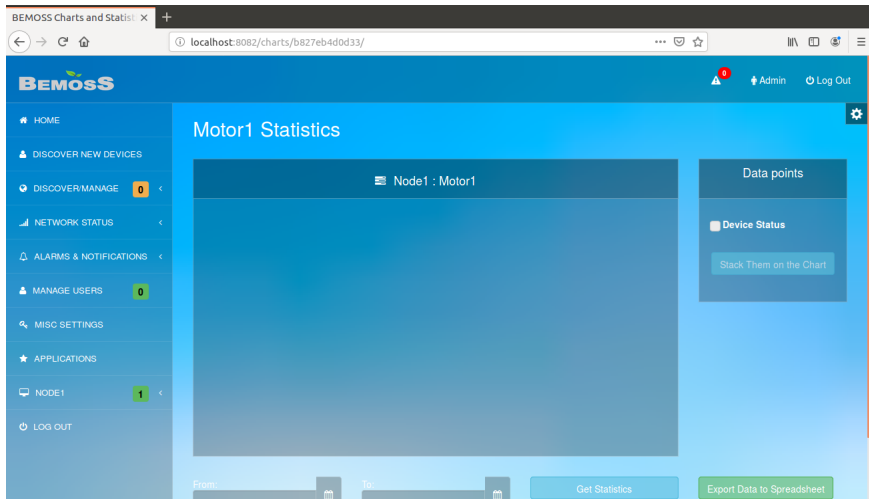 BEMOSS Charts and Statist
localhost:8082/charts/b827eb4d0d33/
BEMOSS
0
Admin
Log Out
HOME
DISCOVER NEW DEVICES
DISCOVER/MANAGE 0
NETWORK STATUS
ALARMS & NOTIFICATIONS
MANAGE USERS 0
MISC SETTINGS
APPLICATIONS
NODE1 1
LOG OUT
Motor1 Statistics
Node1 : Motor1
Data points
Device Status
Stack Them on the Chart
From:
To:
Get Statistics
Export Data to Spreadsheet